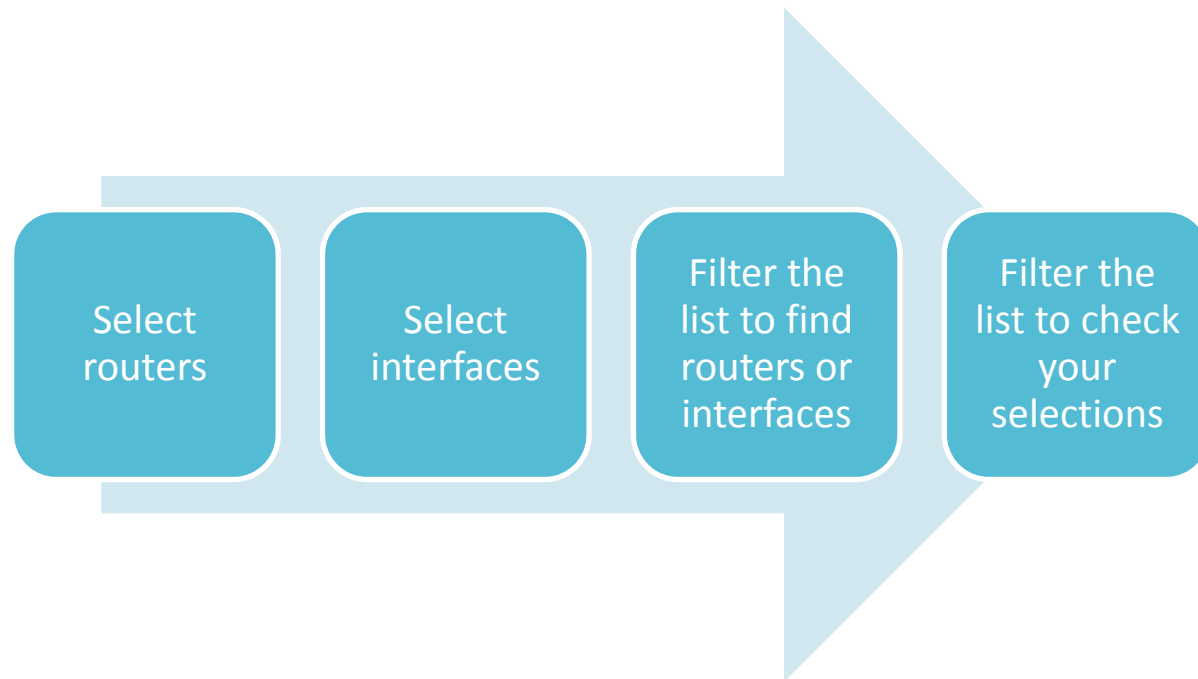 Select
routers
Select
interfaces
Filter the
list to find
routers or
interfaces
Filter the
list to check
your
selections